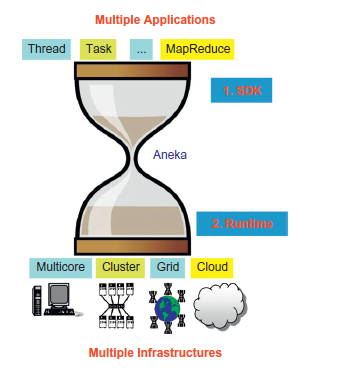 Multiple Applications
Thread Task ... MapReduce
1. SDK
Aneka
2. Runtime
Multicore Cluster Grid Cloud
Multiple Infrastructures